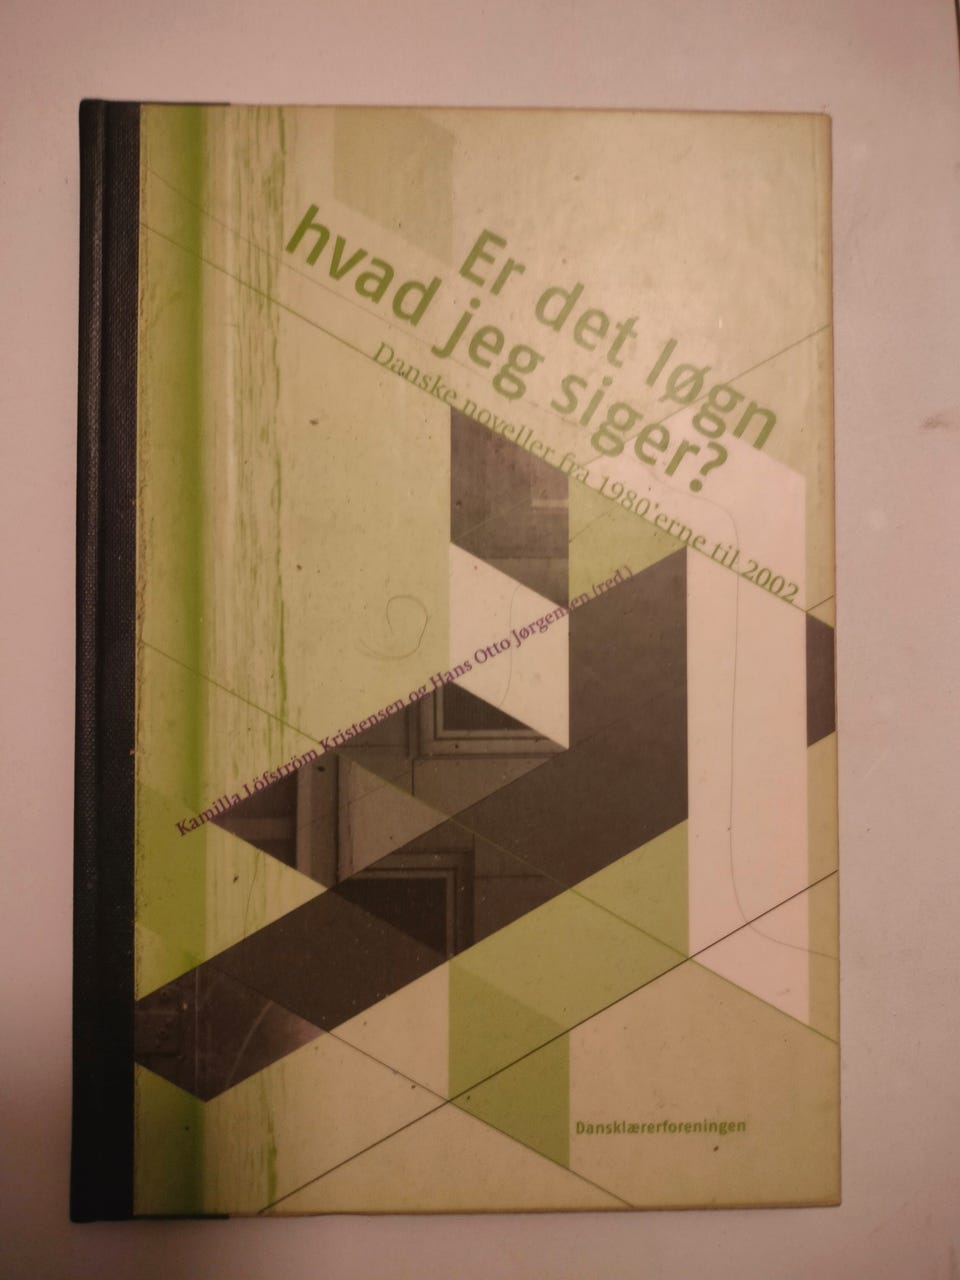 Er det løgn
hvad jeg siger?
Danske noveller fra 1980'erne til 2002
Kamilla Löfström Kristensen og Hans Otto Jørgensen (red.)
Dansklærerforeningen